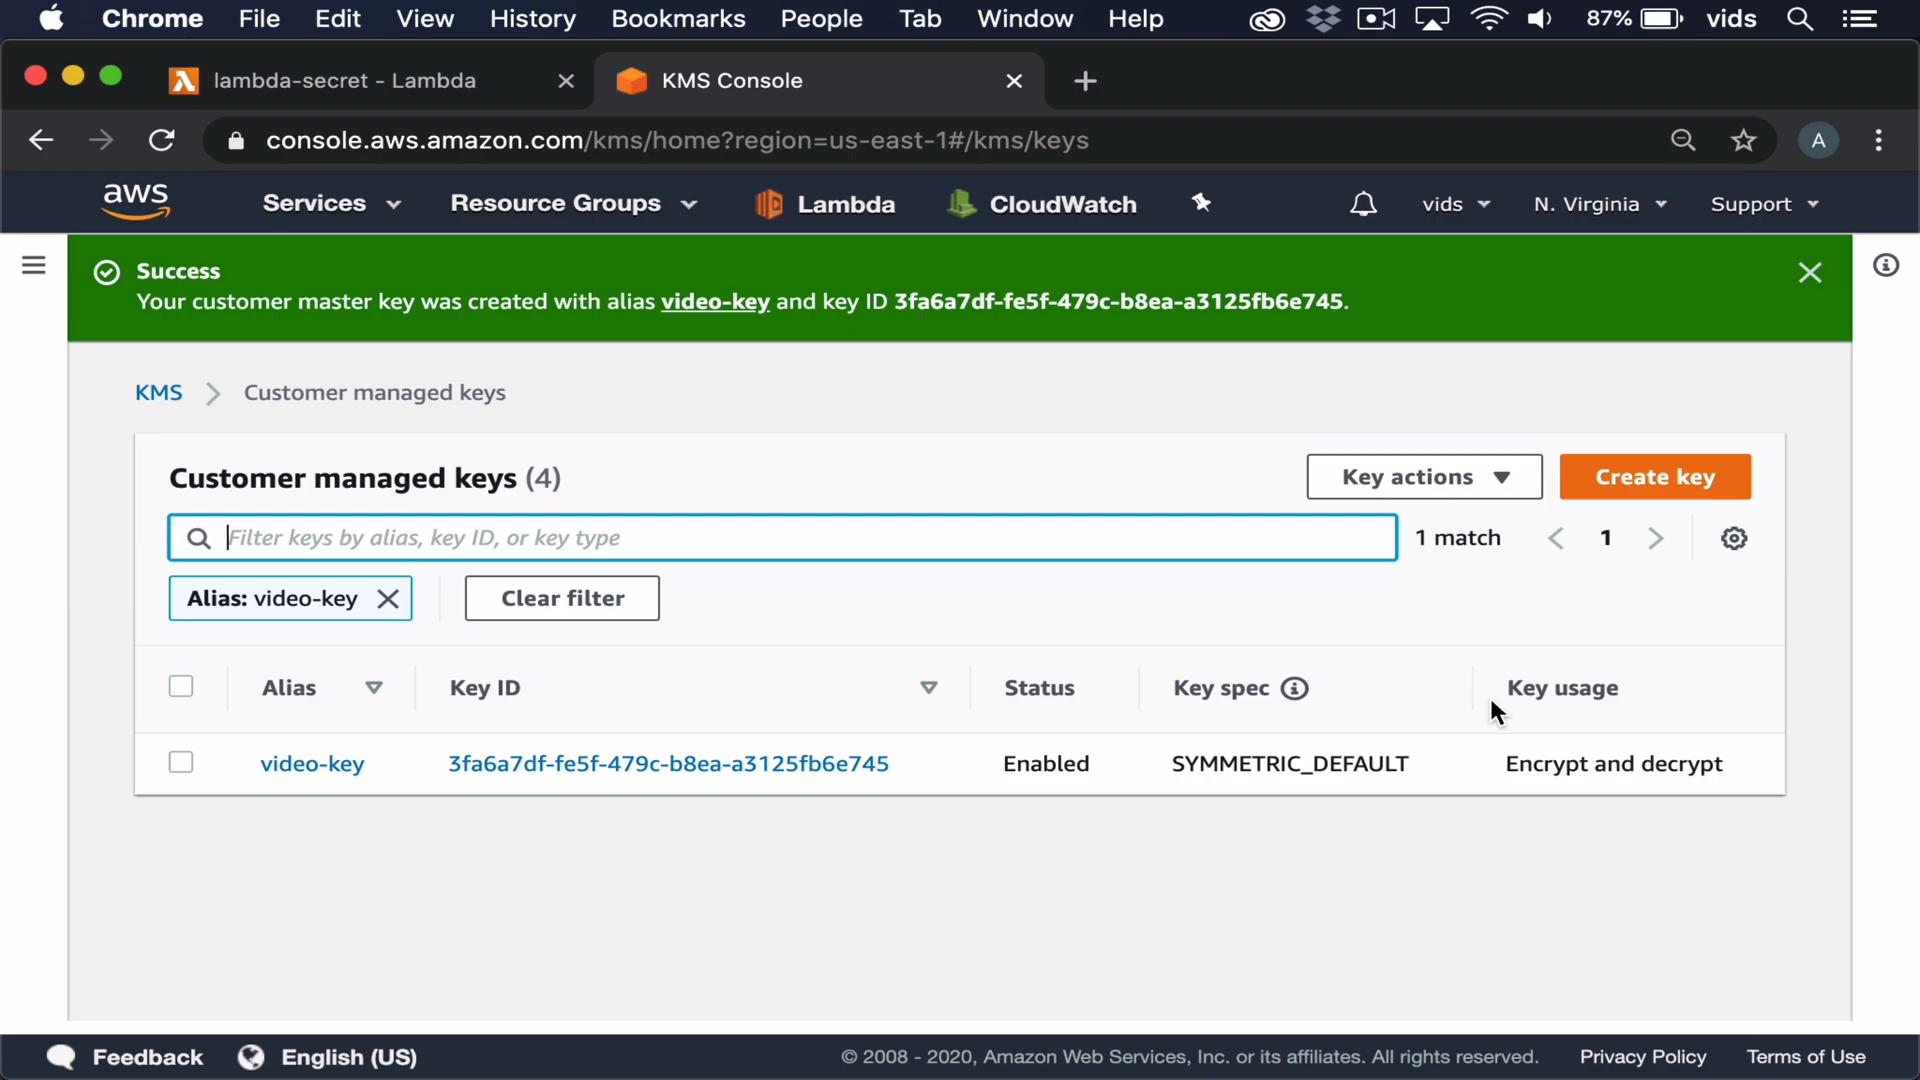 Chrome File Edit View History Bookmarks People Tab Window Help 87% vids
lambda-secret - Lambda KMS Console
console.aws.amazon.com/kms/home?region=us-east-1#/kms/keys A
aws Services Resource Groups Lambda CloudWatch vids N. Virginia Support
Success
Your customer master key was created with alias video-key and key ID 3fa6a7df-fe5f-479c-b8ea-a3125fb6e745.
KMS Customer managed keys
Customer managed keys (4) Key actions Create key
Filter keys by alias, key ID, or key type 1 match 1
Alias: video-key Clear filter
Alias Key ID Status Key spec Key usage
video-key 3fa6a7df-fe5f-479c-b8ea-a3125fb6e745 Enabled SYMMETRIC_DEFAULT Encrypt and decrypt
Feedback English (US) © 2008 - 2020, Amazon Web Services, Inc. or its affiliates. All rights reserved. Privacy Policy Terms of Use